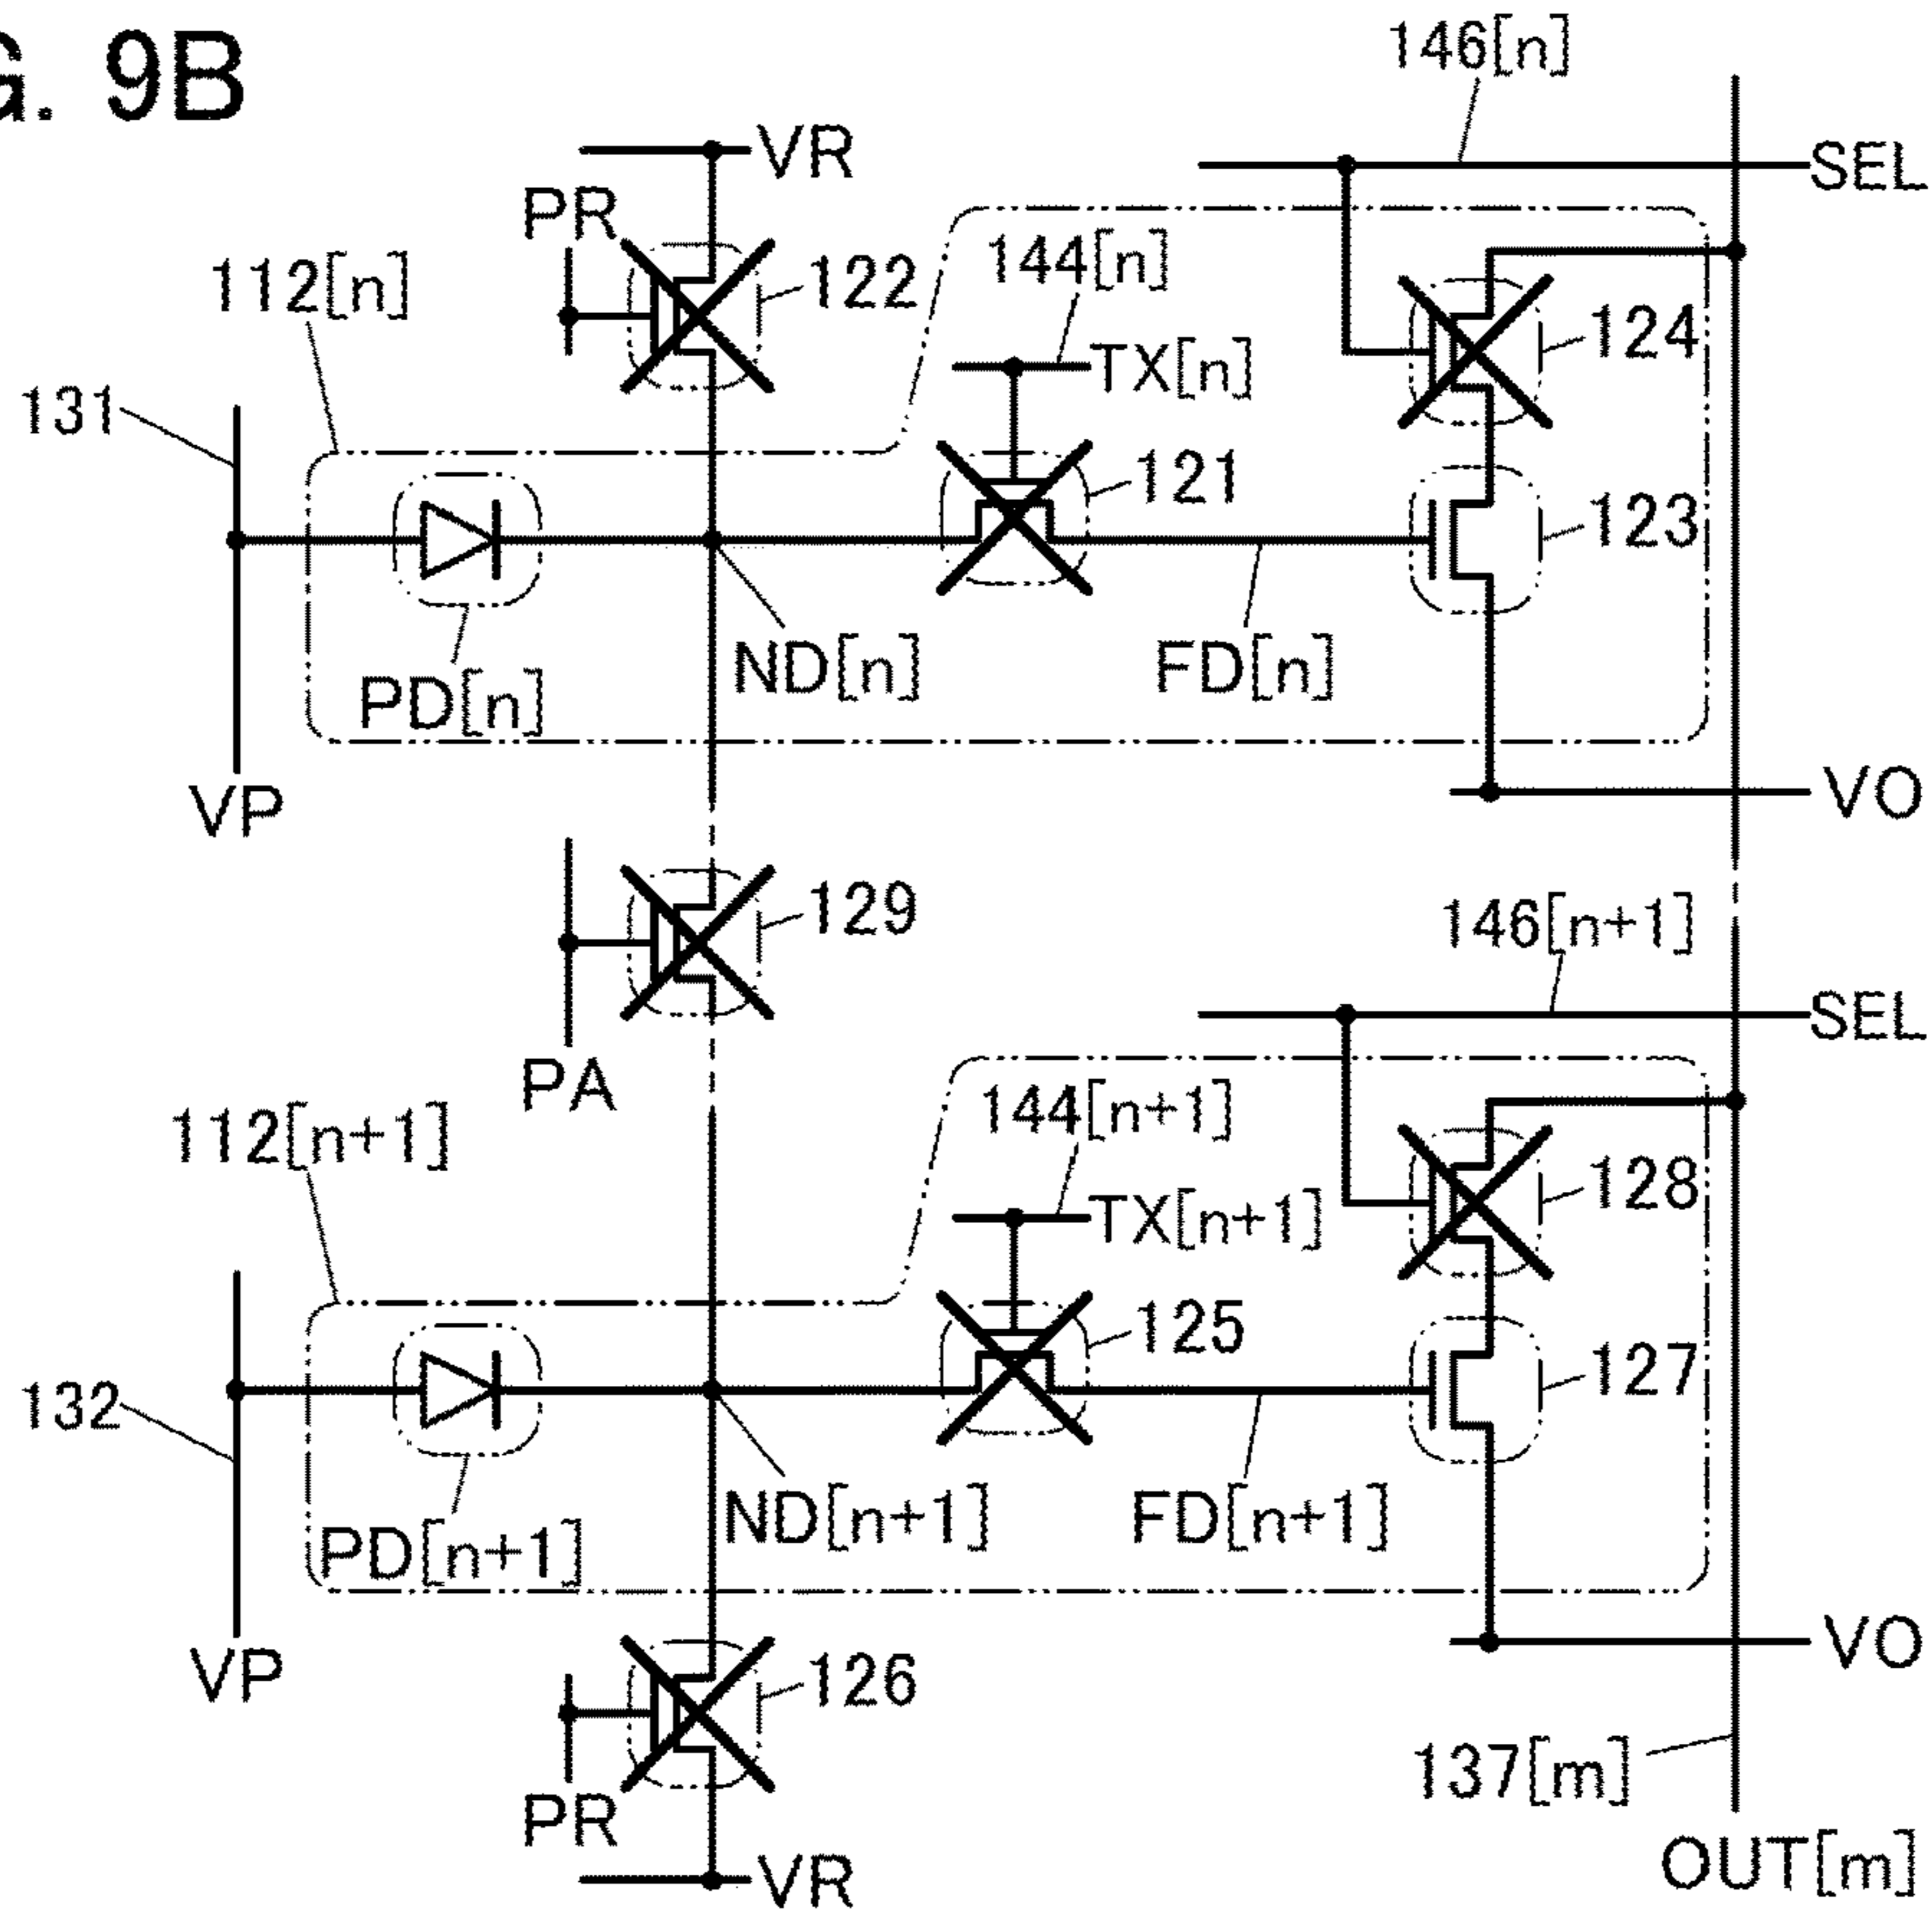 G. 9B
146[n]
VR
SEL
PR
144[n]
112[n]
122
124
TX[n]
131
121
123
ND[n]
FD[n]
PD[n]
VP
VO
129
146[n+1]
SEL
PA
144[n+1]
112[n+1]
128
TX[n+1]
125
127
132
ND[n+1]
FD[n+1]
PD[n+1]
VP
VO
126
137[m]
PR
VR
OUT[m]